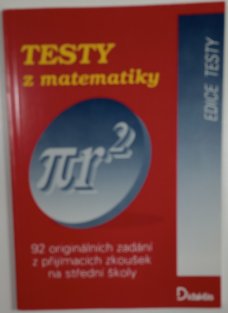 TESTY
z matematiky
EDICE TESTY
πr²
92 originálních zadání
z přijímacích zkoušek
na střední školy
Didaktis